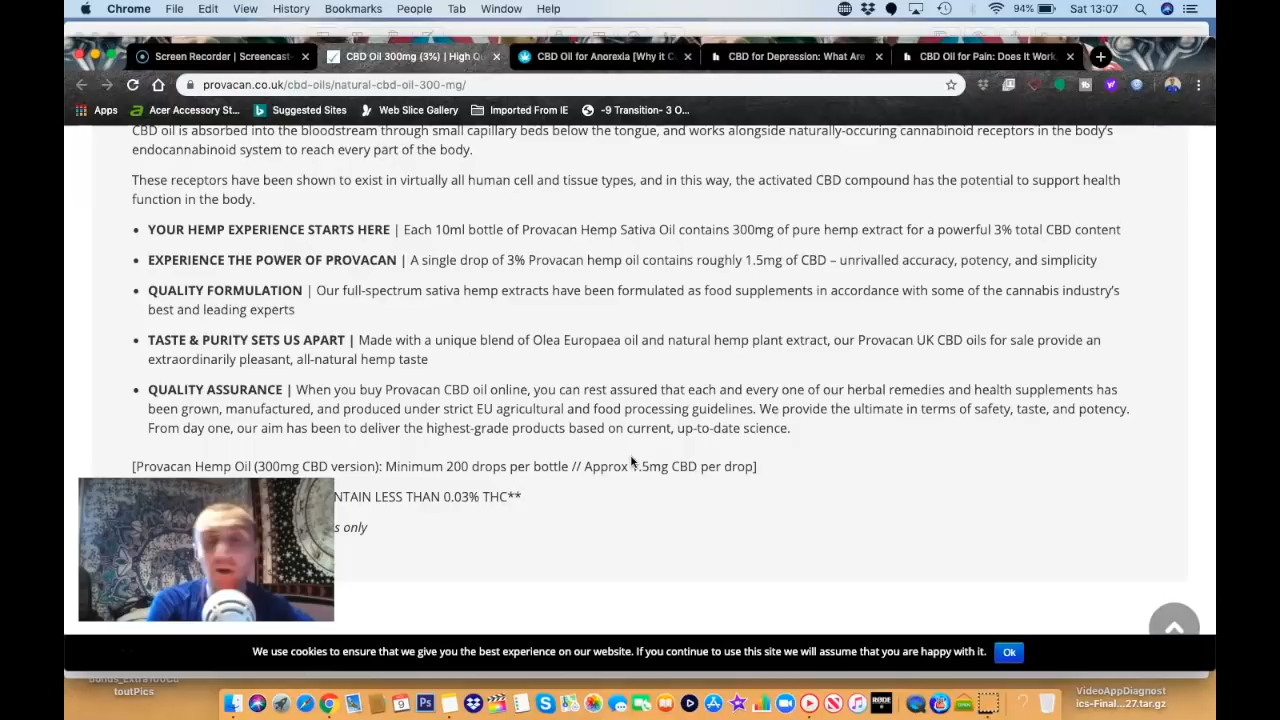 Chrome File Edit View History Bookmarks People Tab Window Help
94% Sat 13:07
Screen Recorder | Screencast-
CBD Oil 300mg (3%) | High Qu
CBD Oil for Anorexia [Why it C
CBD for Depression: What Are
CBD Oil for Pain: Does It Work,
provacan.co.uk/cbd-oils/natural-cbd-oil-300-mg/
Apps Acer Accessory St... Suggested Sites Web Slice Gallery Imported From IE -9 Transition- 3 O...
CBD oil is absorbed into the bloodstream through small capillary beds below the tongue, and works alongside naturally-occuring cannabinoid receptors in the body's
endocannabinoid system to reach every part of the body.
These receptors have been shown to exist in virtually all human cell and tissue types, and in this way, the activated CBD compound has the potential to support health
function in the body.
• YOUR HEMP EXPERIENCE STARTS HERE | Each 10ml bottle of Provacan Hemp Sativa Oil contains 300mg of pure hemp extract for a powerful 3% total CBD content
• EXPERIENCE THE POWER OF PROVACAN | A single drop of 3% Provacan hemp oil contains roughly 1.5mg of CBD – unrivalled accuracy, potency, and simplicity
• QUALITY FORMULATION | Our full-spectrum sativa hemp extracts have been formulated as food supplements in accordance with some of the cannabis industry's
best and leading experts
• TASTE & PURITY SETS US APART | Made with a unique blend of Olea Europaea oil and natural hemp plant extract, our Provacan UK CBD oils for sale provide an
extraordinarily pleasant, all-natural hemp taste
• QUALITY ASSURANCE | When you buy Provacan CBD oil online, you can rest assured that each and every one of our herbal remedies and health supplements has
been grown, manufactured, and produced under strict EU agricultural and food processing guidelines. We provide the ultimate in terms of safety, taste, and potency.
From day one, our aim has been to deliver the highest-grade products based on current, up-to-date science.
[Provacan Hemp Oil (300mg CBD version): Minimum 200 drops per bottle // Approx .5mg CBD per drop]
NTAIN LESS THAN 0.03% THC**
s only
We use cookies to ensure that we give you the best experience on our website. If you continue to use this site we will assume that you are happy with it. Ok
toutPics
VideoAppDiagnost
ics-Final...27.tar.gz